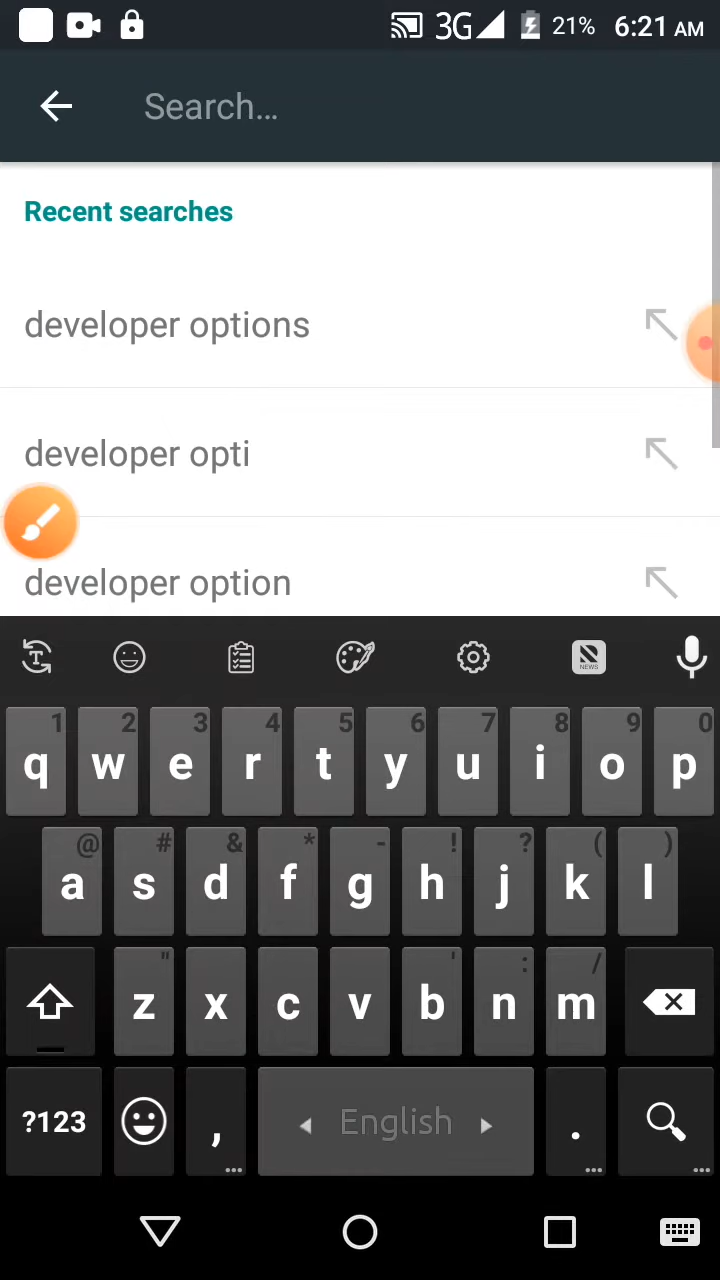 3G 21% 6:21 AM
Search...
Recent searches
developer options
developer opti
developer option
T
N NEWS
1 2 3 4 5 6 7 8 9 0
q w e r t y u i o p
@ # & * - ! ? ( )
a s d f g h j k l
" ' : /
z x c v b n m
?123 , English .